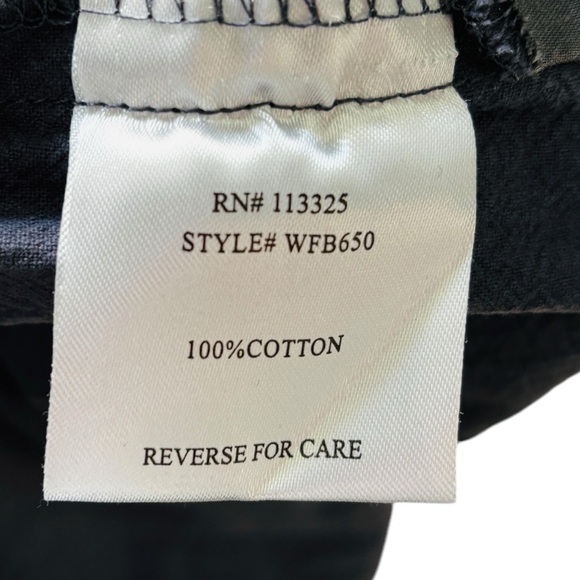 RN# 113325
STYLE# WFB650
100%COTTON
REVERSE FOR CARE